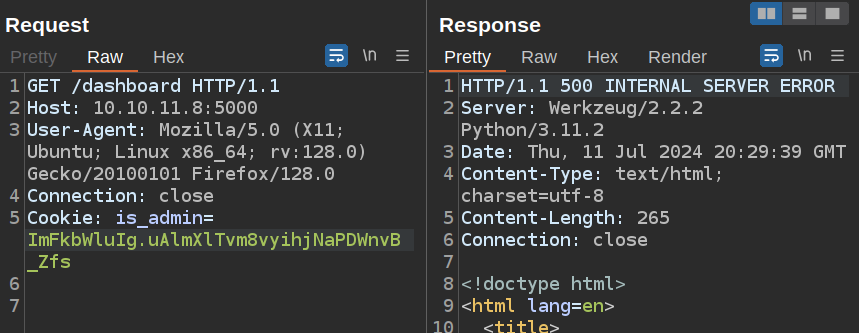 Request
Pretty Raw Hex \n
1 GET /dashboard HTTP/1.1
2 Host: 10.10.11.8:5000
3 User-Agent: Mozilla/5.0 (X11;
Ubuntu; Linux x86_64; rv:128.0)
Gecko/20100101 Firefox/128.0
4 Connection: close
5 Cookie: is_admin=
ImFkbWluIg.uAlmXlTvm8vyihjNaPDWnvB
_Zfs
6
7
Response
Pretty Raw Hex Render \n
1 HTTP/1.1 500 INTERNAL SERVER ERROR
2 Server: Werkzeug/2.2.2
Python/3.11.2
3 Date: Thu, 11 Jul 2024 20:29:39 GMT
4 Content-Type: text/html;
charset=utf-8
5 Content-Length: 265
6 Connection: close
7
8 <!doctype html>
9 <html lang=en>
10 <title>